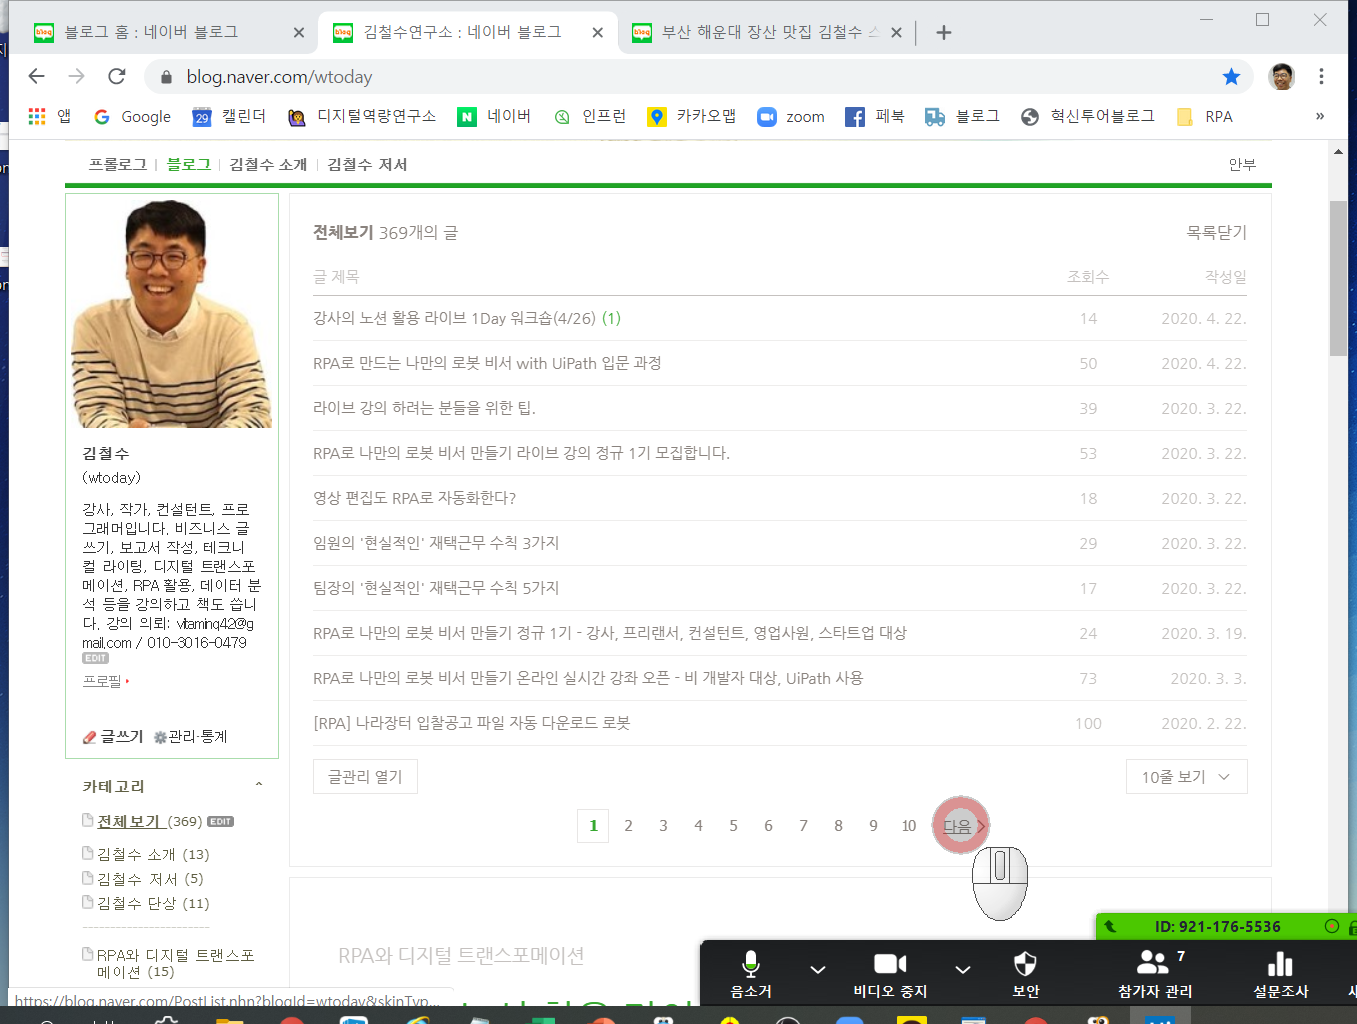 블로그 홈 : 네이버 블로그
김철수연구소 : 네이버 블로그
부산 해운대 장산 맛집 김철수
blog.naver.com/wtoday
앱
Google
캘린더
디지털역량연구소
네이버
인프런
카카오맵
zoom
페북
블로그
혁신투어블로그
RPA
»
프롤로그 | 블로그 | 김철수 소개 | 김철수 저서
안부
김철수
(wtoday)
강사, 작가, 컨설턴트, 프로
그래머입니다. 비즈니스 글
쓰기, 보고서 작성, 테크니
컬 라이팅, 디지털 트랜스포
메이션, RPA 활용, 데이터 분
석 등을 강의하고 책도 씁니
다. 강의 의뢰: vitaminq42@g
mail.com / 010-3016-0479
EDIT
프로필
글쓰기 관리·통계
카테고리
전체보기 (369) EDIT
김철수 소개 (13)
김철수 저서 (5)
김철수 단상 (11)
RPA와 디지털 트랜스포
메이션 (15)
전체보기 369개의 글
목록닫기
글 제목 조회수 작성일
강사의 노션 활용 라이브 1Day 워크숍(4/26) (1) 14 2020. 4. 22.
RPA로 만드는 나만의 로봇 비서 with UiPath 입문 과정 50 2020. 4. 22.
라이브 강의 하려는 분들을 위한 팁. 39 2020. 3. 22.
RPA로 나만의 로봇 비서 만들기 라이브 강의 정규 1기 모집합니다. 53 2020. 3. 22.
영상 편집도 RPA로 자동화한다? 18 2020. 3. 22.
임원의 '현실적인' 재택근무 수칙 3가지 29 2020. 3. 22.
팀장의 '현실적인' 재택근무 수칙 5가지 17 2020. 3. 22.
RPA로 나만의 로봇 비서 만들기 정규 1기 - 강사, 프리랜서, 컨설턴트, 영업사원, 스타트업 대상 24 2020. 3. 19.
RPA로 나만의 로봇 비서 만들기 온라인 실시간 강좌 오픈 - 비 개발자 대상, UiPath 사용 73 2020. 3. 3.
[RPA] 나라장터 입찰공고 파일 자동 다운로드 로봇 100 2020. 2. 22.
글관리 열기
10줄 보기
1 2 3 4 5 6 7 8 9 10 다음 >
RPA와 디지털 트랜스포메이션
ID: 921-176-5536
음소거
비디오 중지
보안
7
참가자 관리
설문조사
https://blog.naver.com/PostList.nhn?blogId=wtoday&skinTyp...